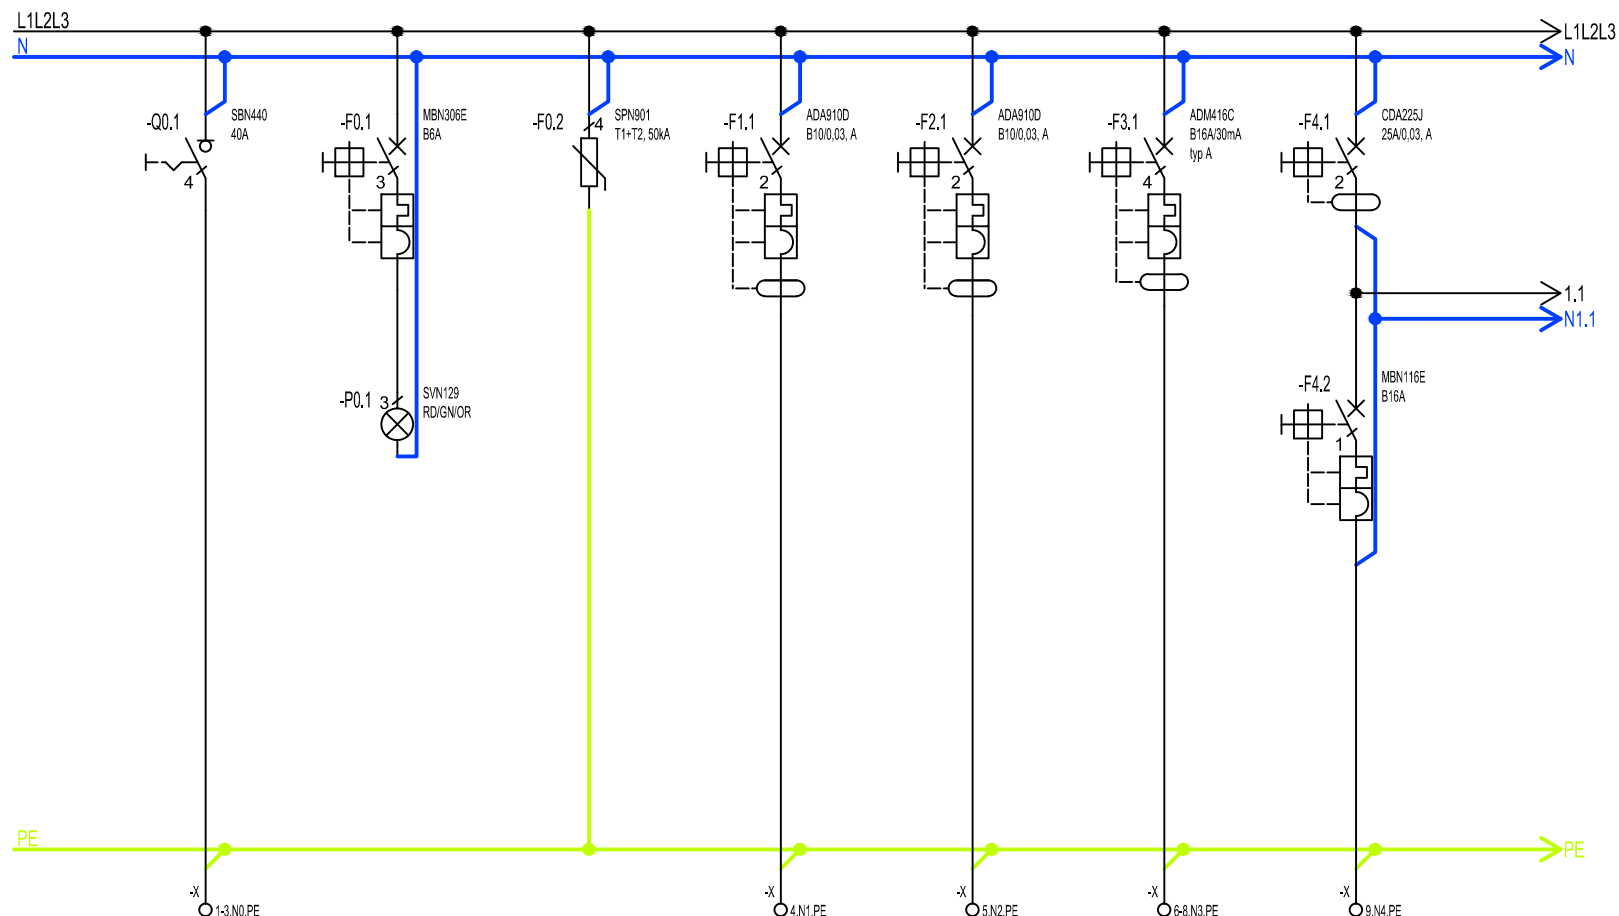 L1L2L3
L1L2L3
N
N
-Q0.1
SBN440
40A
4
-F0.1
MBN306E
B6A
3
-F0.2
4
SPN901
T1+T2, 50kA
-F1.1
ADA910D
B10/0,03, A
2
-F2.1
ADA910D
B10/0,03, A
2
-F3.1
ADM416C
B16A/30mA
typ A
4
-F4.1
CDA225J
25A/0,03, A
2
1.1
N1.1
-P0.1
3
SVN129
RD/GN/OR
-F4.2
MBN116E
B16A
1
PE
PE
-X
1-3.N0.PE
-X
4.N1.PE
-X
5.N2.PE
-X
6-8.N3.PE
-X
9.N4.PE